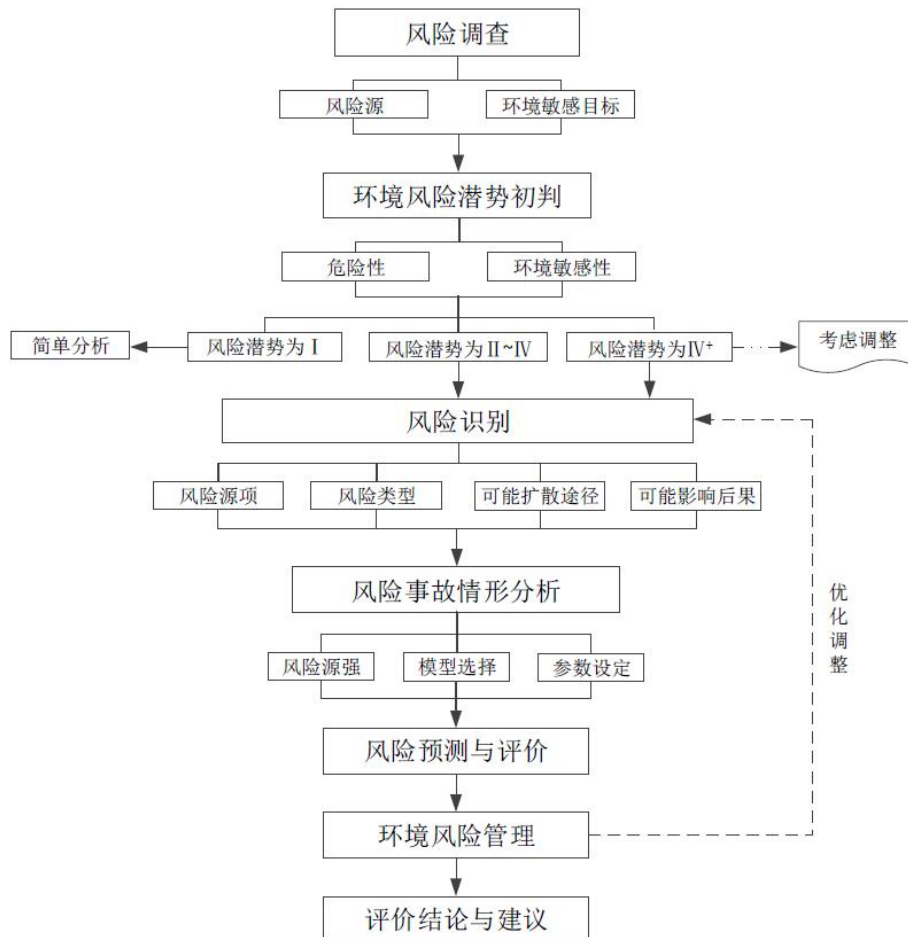 风险调查
风险源
环境敏感目标
环境风险潜势初判
危险性
环境敏感性
简单分析
风险潜势为Ⅰ
风险潜势为Ⅱ~Ⅳ
风险潜势为Ⅳ⁺
考虑调整
风险识别
风险源项
风险类型
可能扩散途径
可能影响后果
风险事故情形分析
优化调整
风险源强
模型选择
参数设定
风险预测与评价
环境风险管理
评价结论与建议